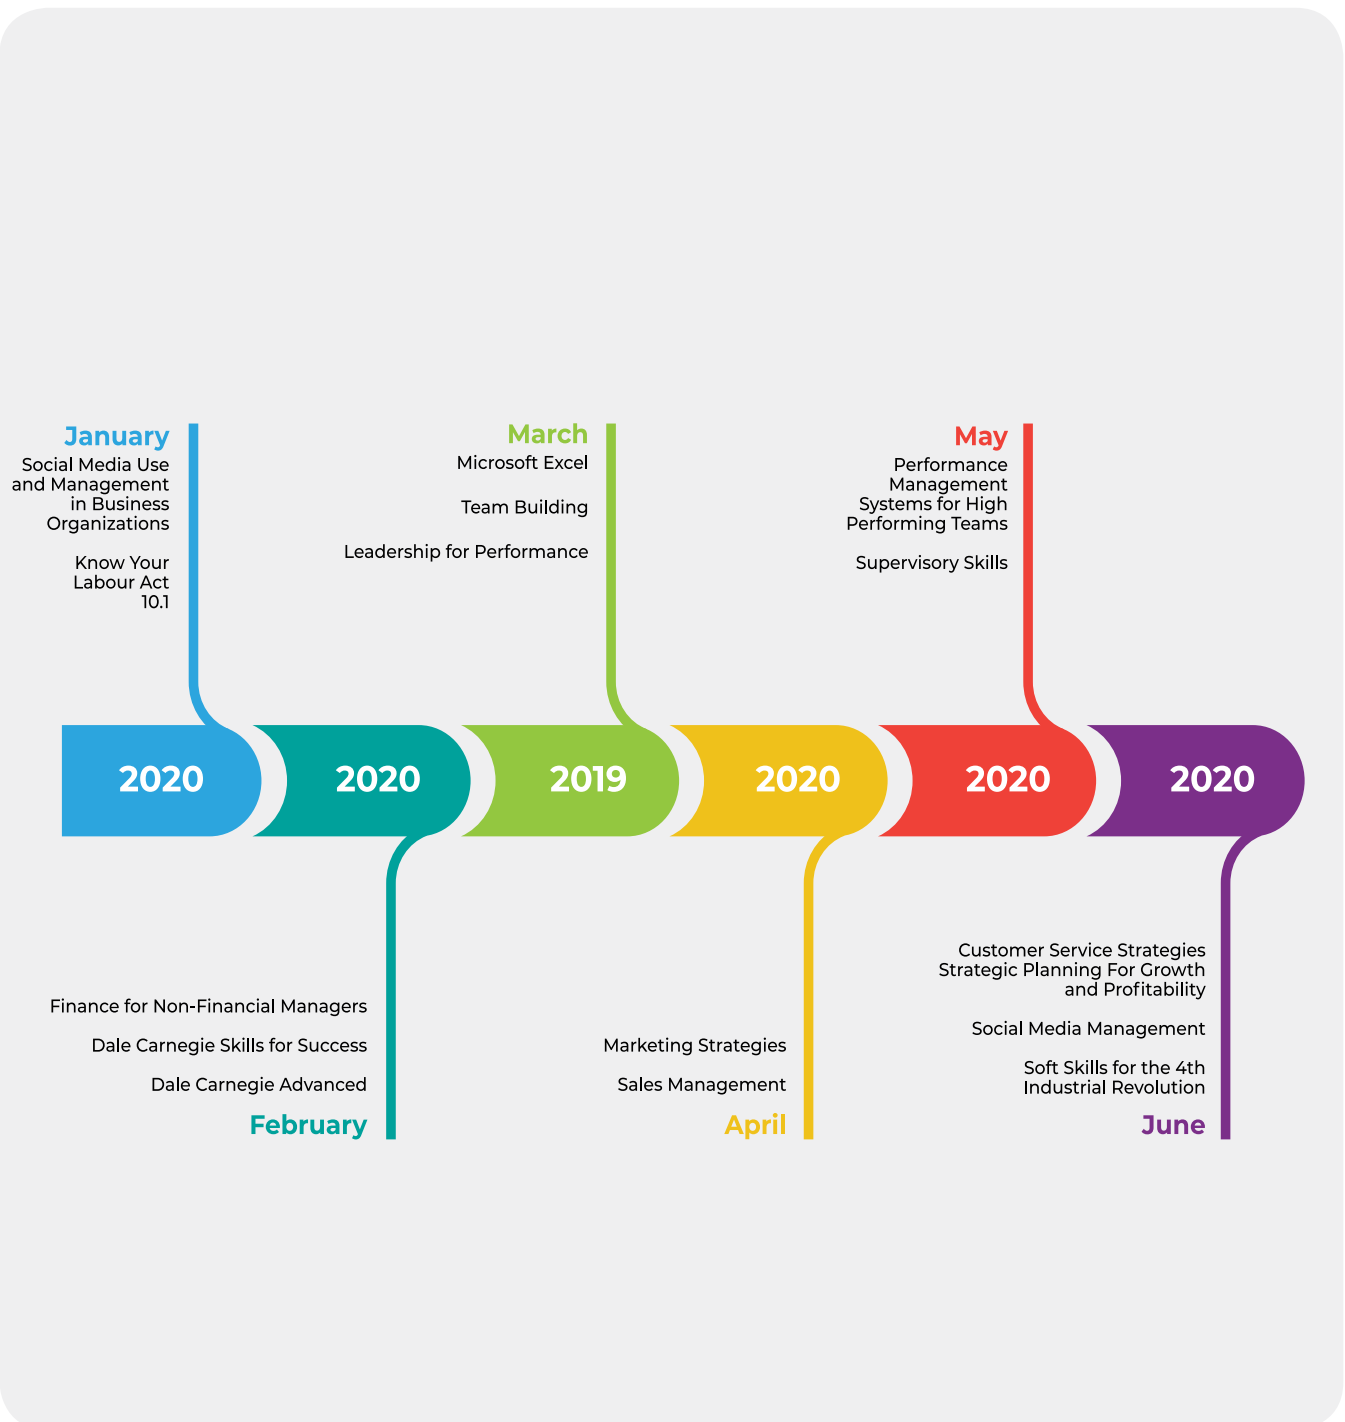 January
Social Media Use
and Management
in Business
Organizations
Know Your
Labour Act
10.1
March
Microsoft Excel
Team Building
Leadership for Performance
May
Performance
Management
Systems for High
Performing Teams
Supervisory Skills
2020
2020
2019
2020
2020
2020
Finance for Non-Financial Managers
Dale Carnegie Skills for Success
Dale Carnegie Advanced
February
Marketing Strategies
Sales Management
April
Customer Service Strategies
Strategic Planning For Growth
and Profitability
Social Media Management
Soft Skills for the 4th
Industrial Revolution
June